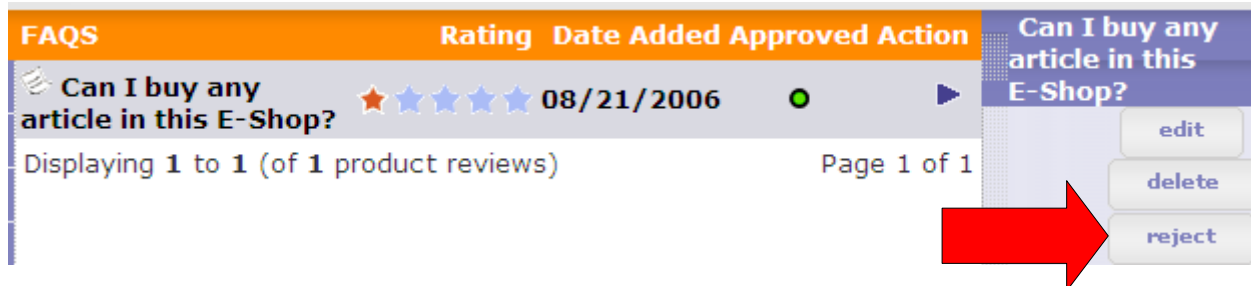 FAQS Rating Date Added Approved Action
Can I buy any
article in this E-Shop? 08/21/2006
Displaying 1 to 1 (of 1 product reviews) Page 1 of 1
Can I buy any
article in this
E-Shop?
edit
delete
reject